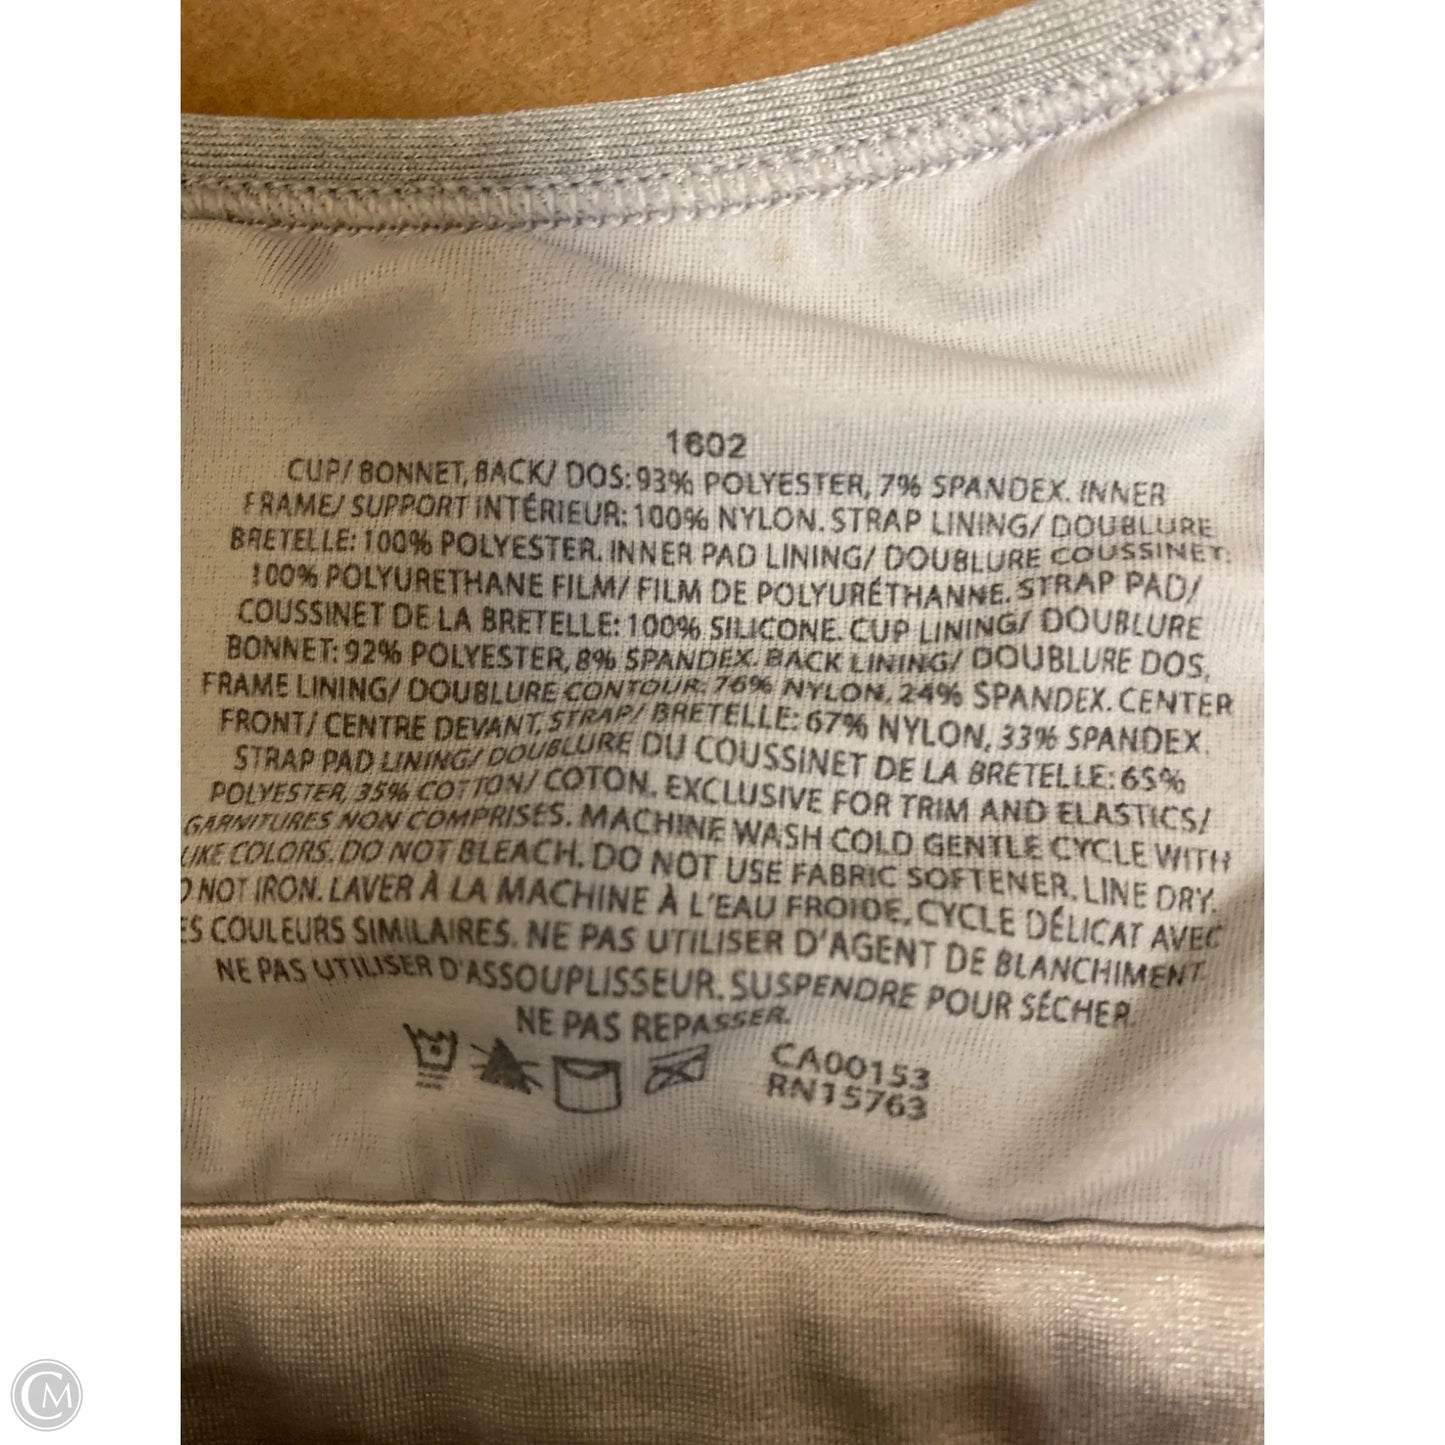 1602
CUP/ BONNET, BACK/ DOS: 93% POLYESTER, 7% SPANDEX. INNER
FRAME/ SUPPORT INTÉRIEUR: 100% NYLON. STRAP LINING/ DOUBLURE
BRETELLE: 100% POLYESTER. INNER PAD LINING/ DOUBLURE COUSSINET:
100% POLYURETHANE FILM/ FILM DE POLYURÉTHANNE. STRAP PAD/
COUSSINET DE LA BRETELLE: 100% SILICONE. CUP LINING/ DOUBLURE
BONNET: 92% POLYESTER, 8% SPANDEX. BACK LINING/ DOUBLURE DOS,
FRAME LINING/ DOUBLURE CONTOUR: 76% NYLON, 24% SPANDEX. CENTER
FRONT/ CENTRE DEVANT, STRAP/ BRETELLE: 67% NYLON, 33% SPANDEX.
STRAP PAD LINING/ DOUBLURE DU COUSSINET DE LA BRETELLE: 65%
POLYESTER, 35% COTTON/ COTON. EXCLUSIVE FOR TRIM AND ELASTICS/
GARNITURES NON COMPRISES. MACHINE WASH COLD GENTLE CYCLE WITH
LIKE COLORS. DO NOT BLEACH. DO NOT USE FABRIC SOFTENER. LINE DRY.
O NOT IRON. LAVER À LA MACHINE À L'EAU FROIDE, CYCLE DÉLICAT AVEC
ES COULEURS SIMILAIRES. NE PAS UTILISER D'AGENT DE BLANCHIMENT.
NE PAS UTILISER D'ASSOUPLISSEUR. SUSPENDRE POUR SÉCHER.
NE PAS REPASSER.
CA00153
RN15763
CM